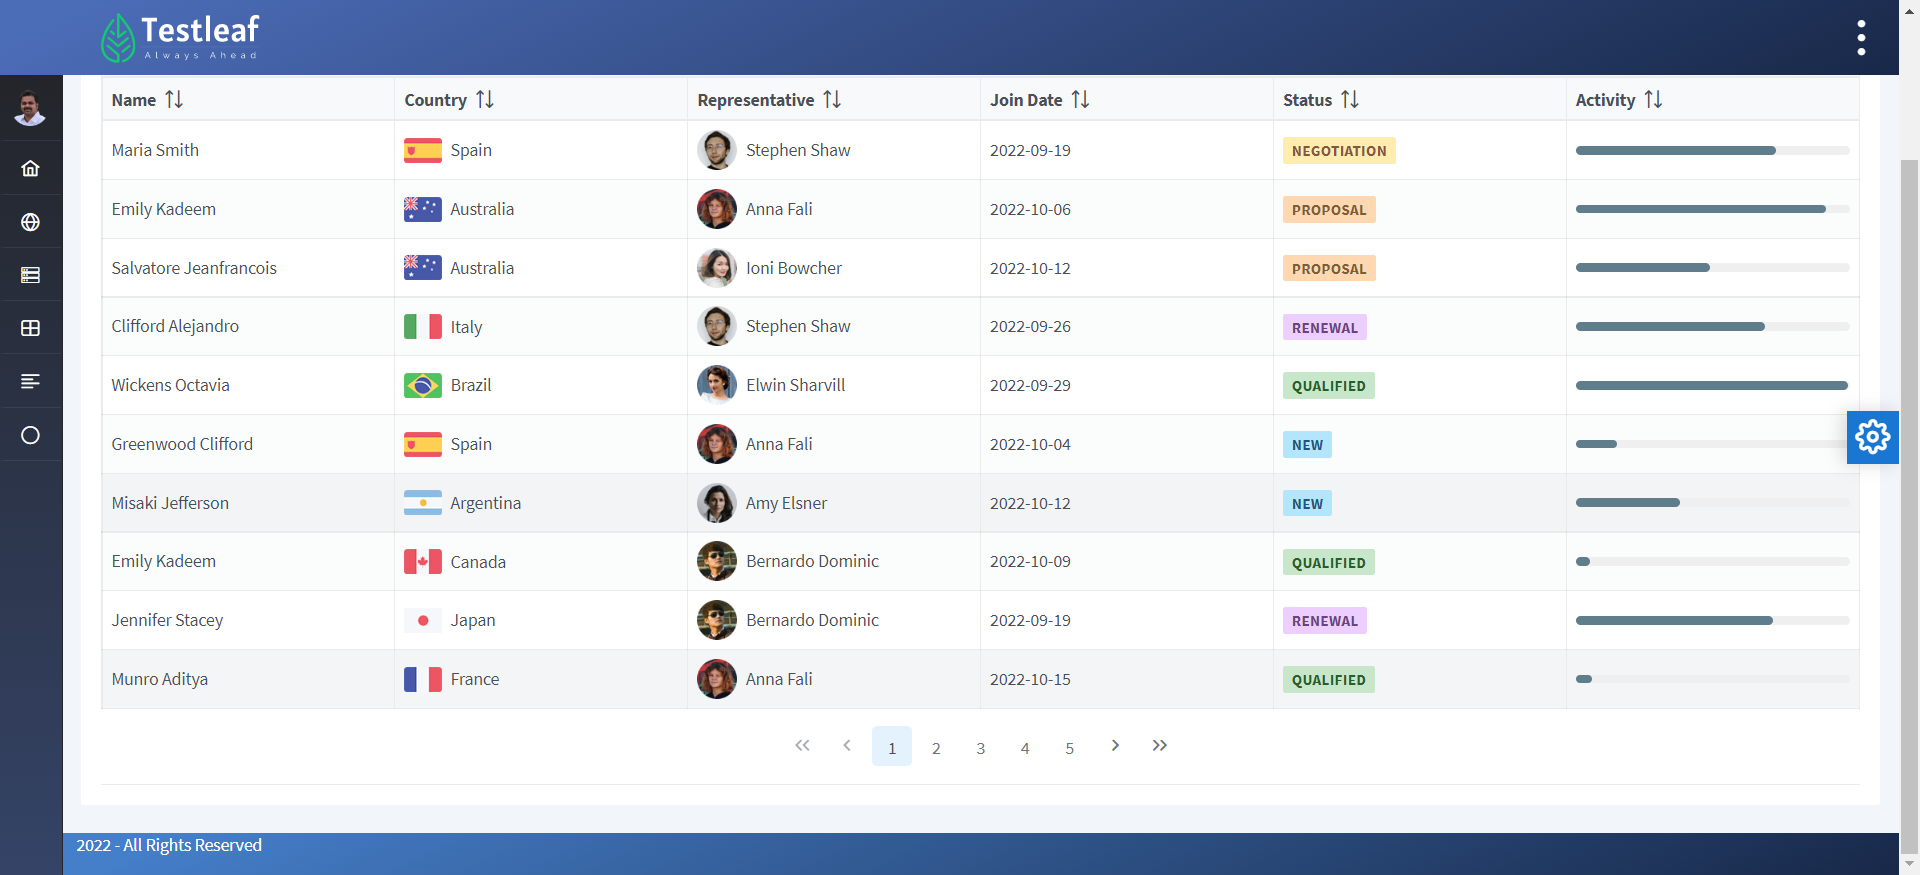 Testleaf
Always Ahead
Name Country Representative Join Date Status Activity
Maria Smith Spain Stephen Shaw 2022-09-19 NEGOTIATION
Emily Kadeem Australia Anna Fali 2022-10-06 PROPOSAL
Salvatore Jeanfrancois Australia Ioni Bowcher 2022-10-12 PROPOSAL
Clifford Alejandro Italy Stephen Shaw 2022-09-26 RENEWAL
Wickens Octavia Brazil Elwin Sharvill 2022-09-29 QUALIFIED
Greenwood Clifford Spain Anna Fali 2022-10-04 NEW
Misaki Jefferson Argentina Amy Elsner 2022-10-12 NEW
Emily Kadeem Canada Bernardo Dominic 2022-10-09 QUALIFIED
Jennifer Stacey Japan Bernardo Dominic 2022-09-19 RENEWAL
Munro Aditya France Anna Fali 2022-10-15 QUALIFIED
1 2 3 4 5
2022 - All Rights Reserved